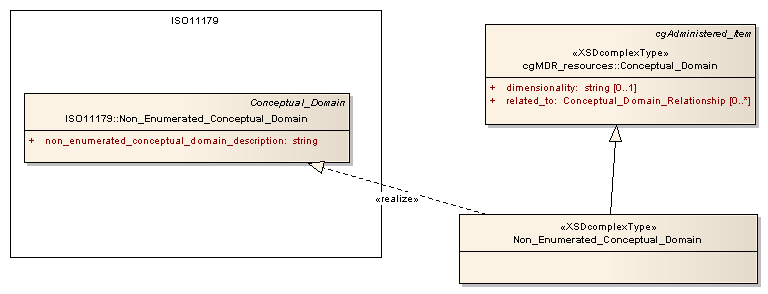 ISO11179
Conceptual_Domain
ISO11179::Non_Enumerated_Conceptual_Domain
+ non_enumerated_conceptual_domain_description: string
cgAdministered_Item
«XSDcomplexType»
cgMDR_resources::Conceptual_Domain
+ dimensionality: string [0..1]
+ related_to: Conceptual_Domain_Relationship [0..*]
«realize»
«XSDcomplexType»
Non_Enumerated_Conceptual_Domain